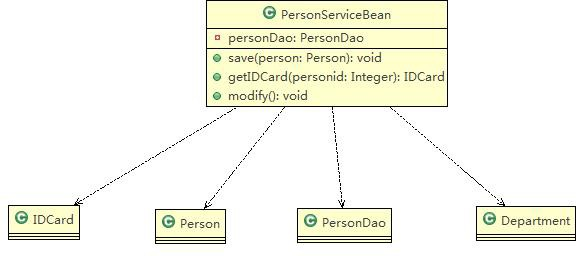 PersonServiceBean
personDao: PersonDao
save(person: Person): void
getIDCard(personid: Integer): IDCard
modify(): void
IDCard
Person
PersonDao
Department